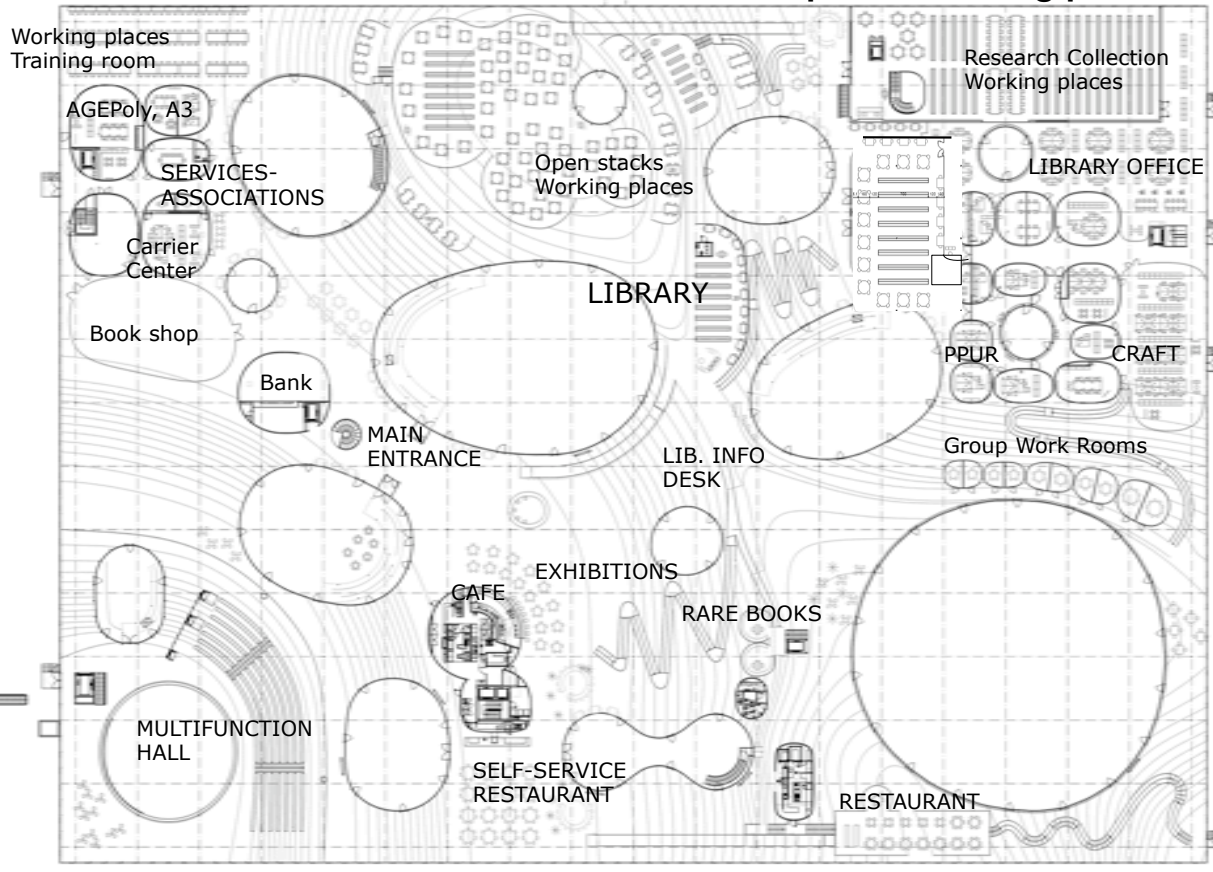 Working places
Training room
Research Collection
Working places
AGEPoly, A3
Open stacks
Working places
LIBRARY OFFICE
SERVICES-
ASSOCIATIONS
Carrier
Center
LIBRARY
Book shop
PPUR
CRAFT
Bank
MAIN
ENTRANCE
LIB. INFO
DESK
Group Work Rooms
EXHIBITIONS
CAFE
RARE BOOKS
MULTIFUNCTION
HALL
SELF-SERVICE
RESTAURANT
RESTAURANT